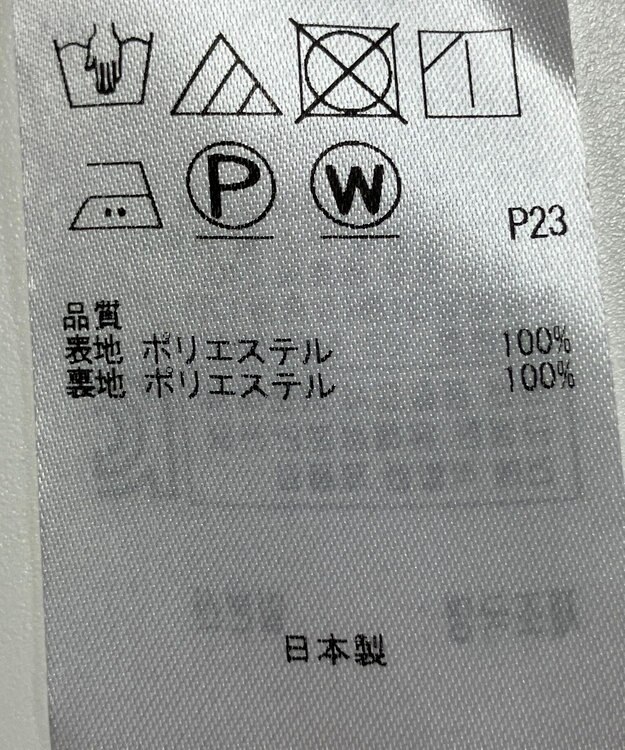 P W P23
品質
表地 ポリエステル 100%
裏地 ポリエステル 100%
日本製